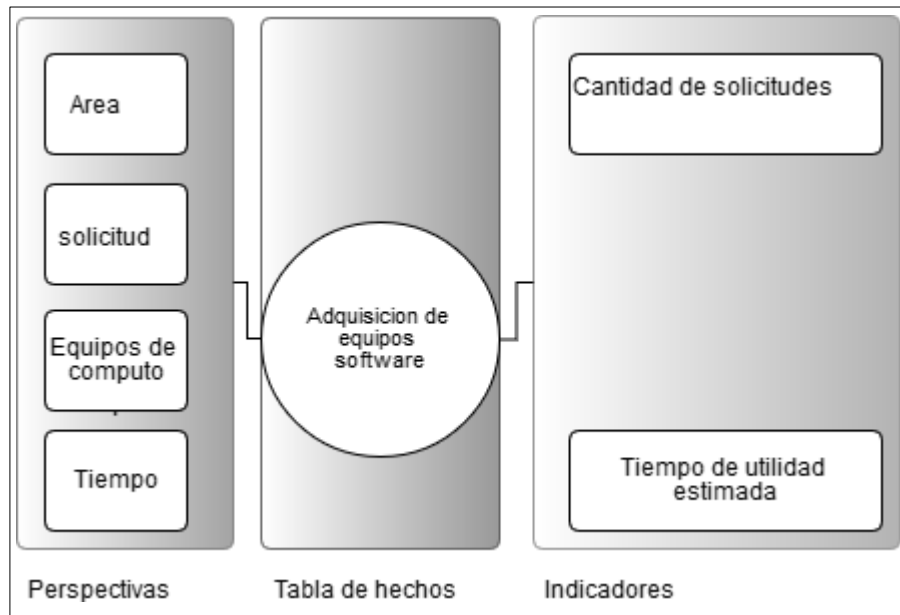 Area
solicitud
Equipos de
computo
Tiempo
Adquisicion de
equipos
software
Cantidad de solicitudes
Tiempo de utilidad
estimada
Perspectivas
Tabla de hechos
Indicadores